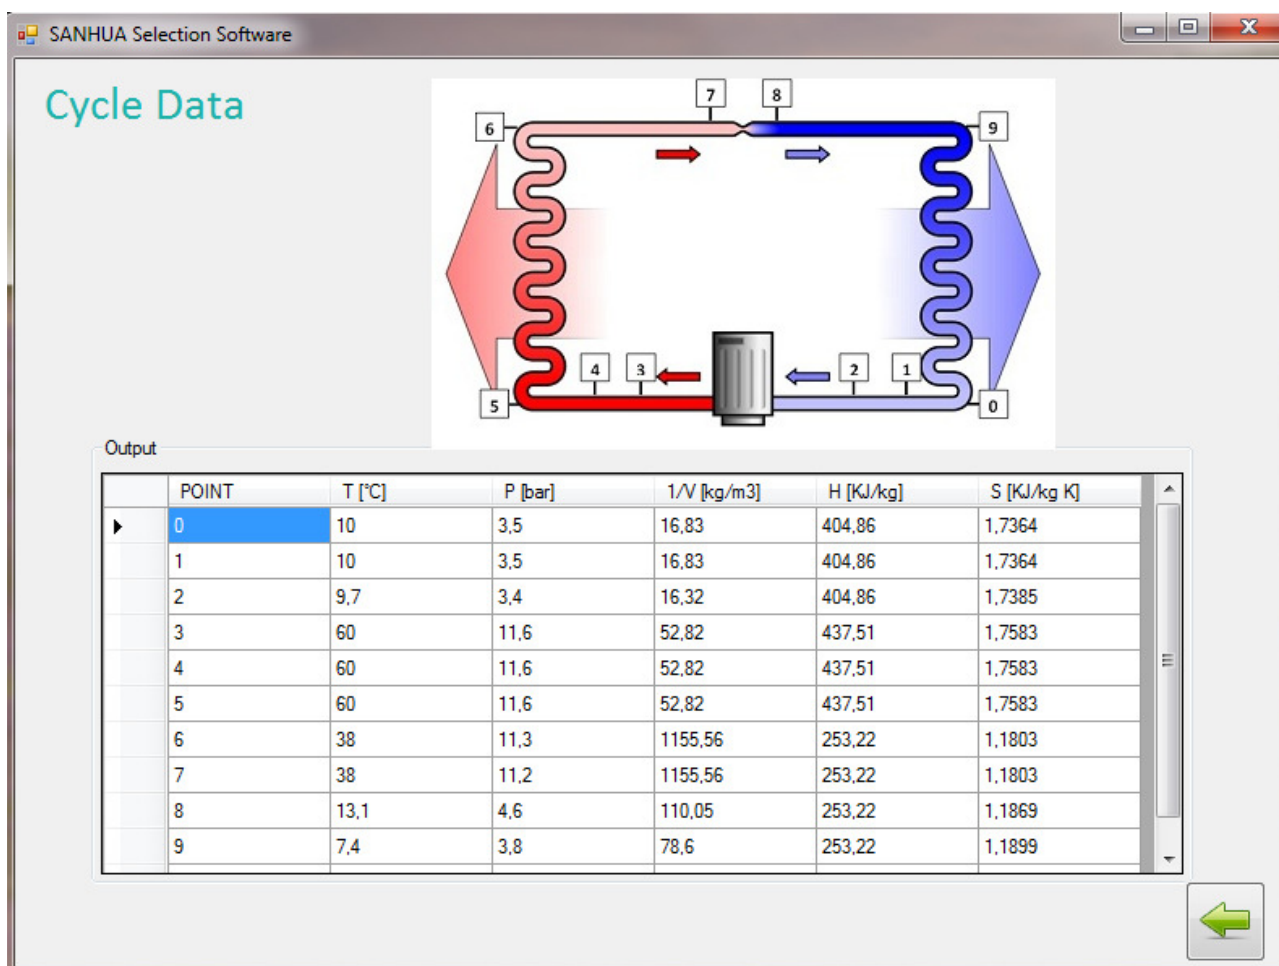 SANHUA Selection Software
Cycle Data
7 8
6 9
4 3 2 1
5 0
Output
POINT T [°C] P [bar] 1/V [kg/m3] H [KJ/kg] S [KJ/kg K]
0 10 3,5 16,83 404,86 1,7364
1 10 3,5 16,83 404,86 1,7364
2 9,7 3,4 16,32 404,86 1,7385
3 60 11,6 52,82 437,51 1,7583
4 60 11,6 52,82 437,51 1,7583
5 60 11,6 52,82 437,51 1,7583
6 38 11,3 1155,56 253,22 1,1803
7 38 11,2 1155,56 253,22 1,1803
8 13,1 4,6 110,05 253,22 1,1869
9 7,4 3,8 78,6 253,22 1,1899